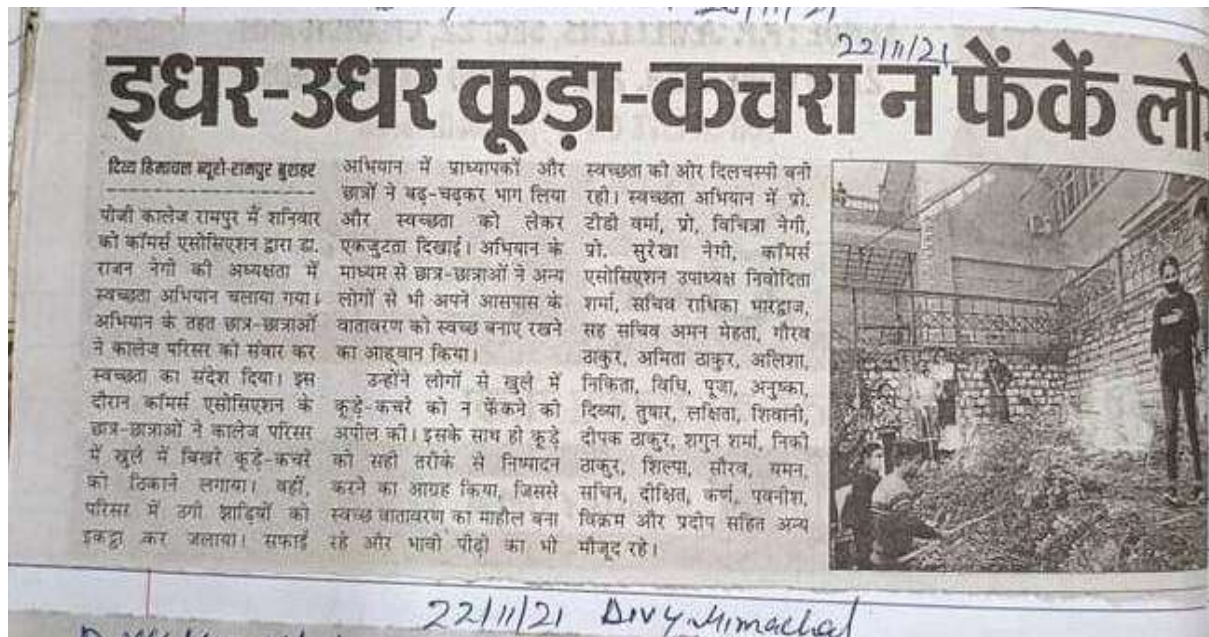 22/11/21
इधर-उधर कूड़ा-कचरा न फेंकें
दिव्य हिमाचल ब्यूरो-रामपुर बुशहर
पीजी कालेज रामपुर में शनिवार
को कॉमर्स एसोसिएशन द्वारा डा.
राजन नेगी की अध्यक्षता में
स्वच्छता अभियान चलाया गया।
अभियान के तहत छात्र-छात्राओं
ने कालेज परिसर को संवार कर
स्वच्छता का संदेश दिया। इस
दौरान कॉमर्स एसोसिएशन के
छात्र-छात्राओं ने कालेज परिसर
में खुले में बिखरे कूड़े-कचरे
को ठिकाने लगाया। वहीं,
परिसर में उगी झाड़ियों को
इकट्ठा कर जलाया। सफाई
अभियान में प्राध्यापकों और
छात्रों ने बढ़-चढ़कर भाग लिया
और स्वच्छता को लेकर
एकजुटता दिखाई। अभियान के
माध्यम से छात्र-छात्राओं ने अन्य
लोगों से भी अपने आसपास के
वातावरण को स्वच्छ बनाए रखने
का आह्वान किया।
उन्होंने लोगों से खुले में
कूड़े-कचरे को न फेंकने को
अपील की। इसके साथ ही कूड़े
को सही तरीके से निष्पादन
करने का आग्रह किया, जिससे
स्वच्छ वातावरण का माहौल बना
रहे और भावी पीढ़ी का भी
स्वच्छता की ओर दिलचस्पी बनी
रही। स्वच्छता अभियान में प्रो.
टीडी वर्मा, प्रो, विचित्रा नेगी,
प्रो. सुरेखा नेगी, कॉमर्स
एसोसिएशन उपाध्यक्ष निवोदिता
शर्मा, सचिव राधिका भारद्वाज,
सह सचिव अमन मेहता, गौरव
ठाकुर, अमिता ठाकुर, अलिशा,
निकिता, विधि, पूजा, अनुष्का,
दिव्या, तुषार, लक्षिता, शिवानी,
दीपक ठाकुर, शगुन शर्मा, निकी
ठाकुर, शिल्पा, सौरव, यमन,
सचिन, दीक्षित, कर्ण, पवनीश,
विक्रम और प्रदीप सहित अन्य
मौजूद रहे।
22/11/21 Divy Himachal